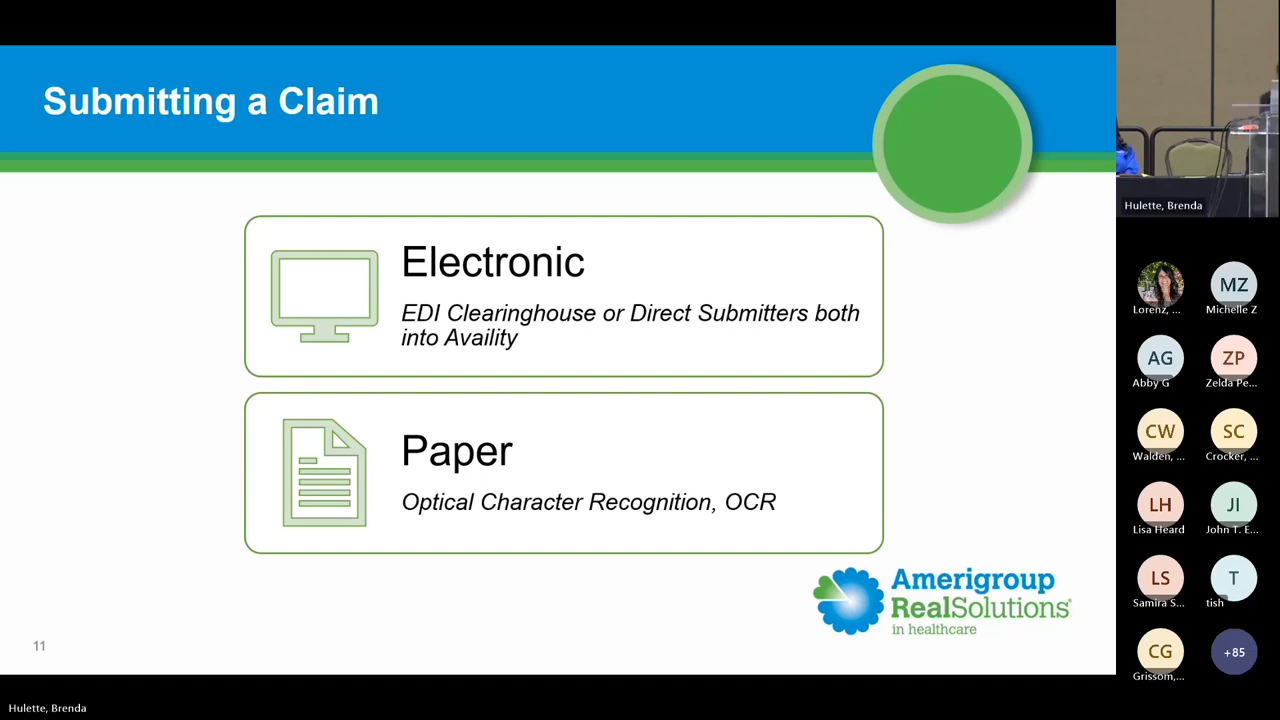 Submitting a Claim
Electronic
EDI Clearinghouse or Direct Submitters both
into Availity
Paper
Optical Character Recognition, OCR
Amerigroup
RealSolutions®
in healthcare
11
Hulette, Brenda
Hulette, Brenda
Lorenz, ...
MZ
Michelle Z
AG
Abby G
ZP
Zelda Pe...
CW
Walden, ...
SC
Crocker, ...
LH
Lisa Heard
JI
John T. E...
LS
Samira S...
T
tish
CG
Grissom,...
+85